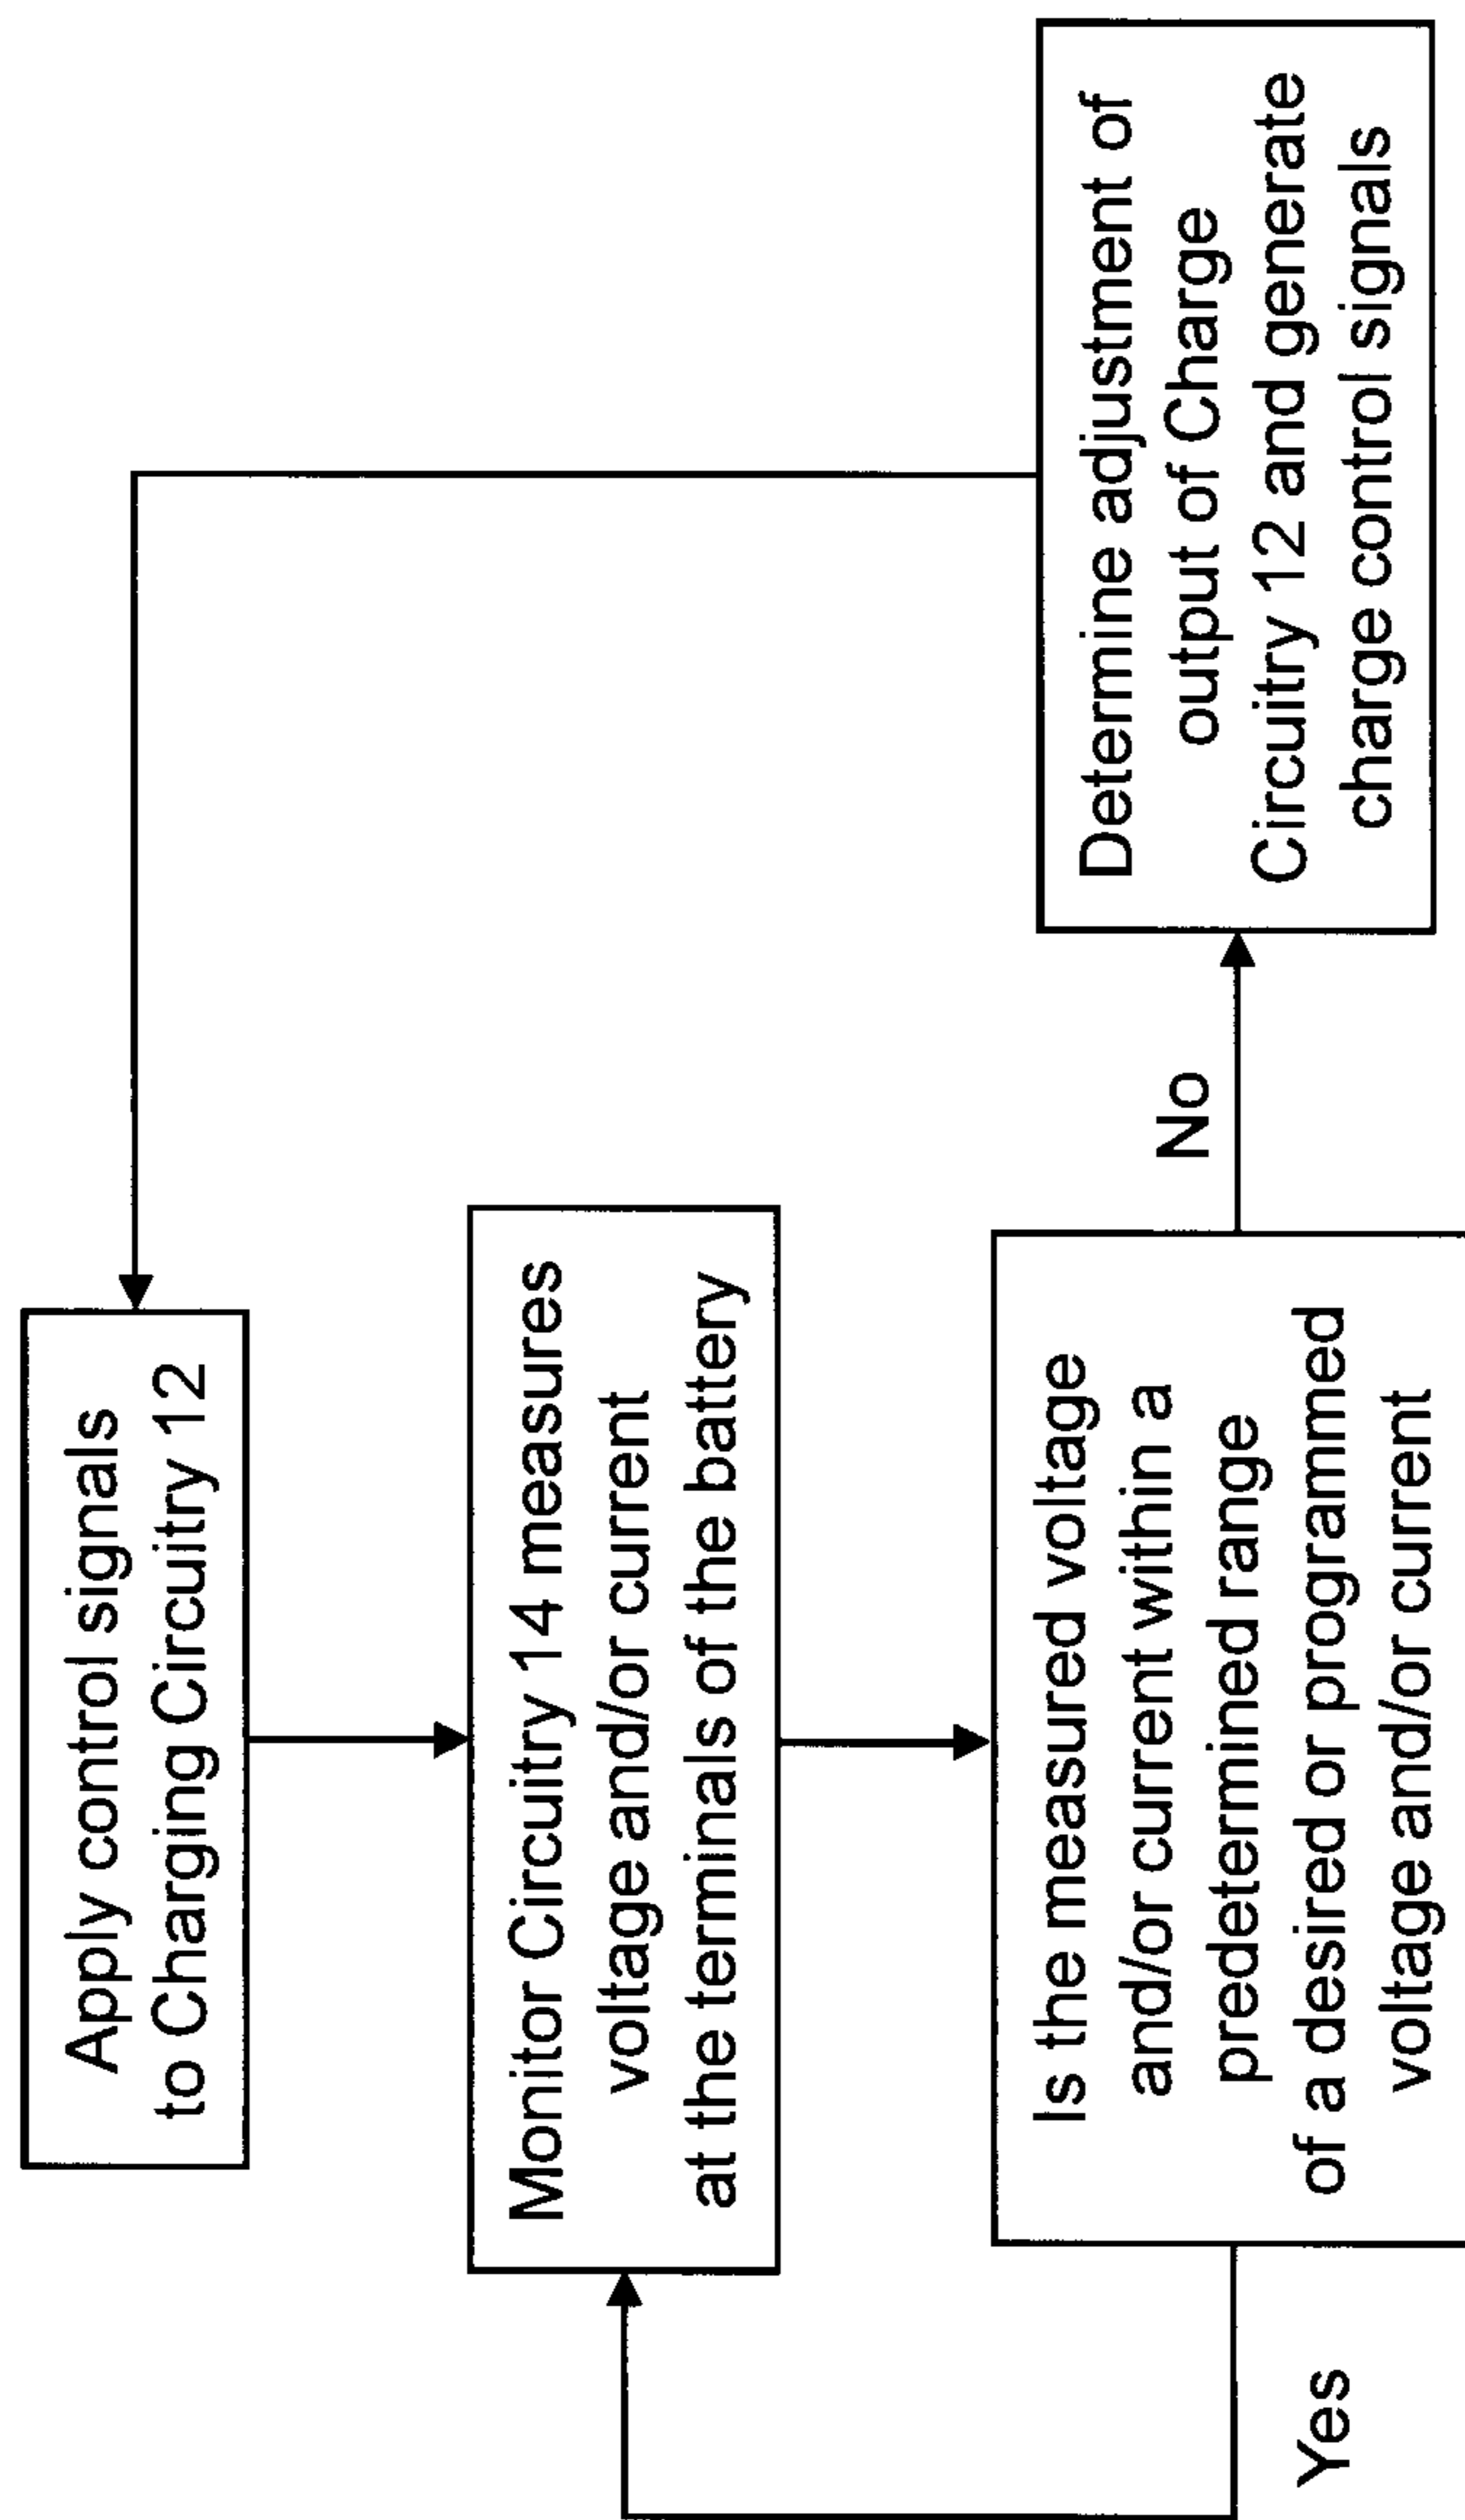 Apply control signals
to Charging Circuitry 12
Monitor Circuitry 14 measures
voltage and/or current
at the terminals of the battery
Is the measured voltage
and/or current within a
predetermined range
of a desired or programmed
voltage and/or current
Yes
No
Determine adjustment of
output of Charge
Circuitry 12 and generate
charge control signals